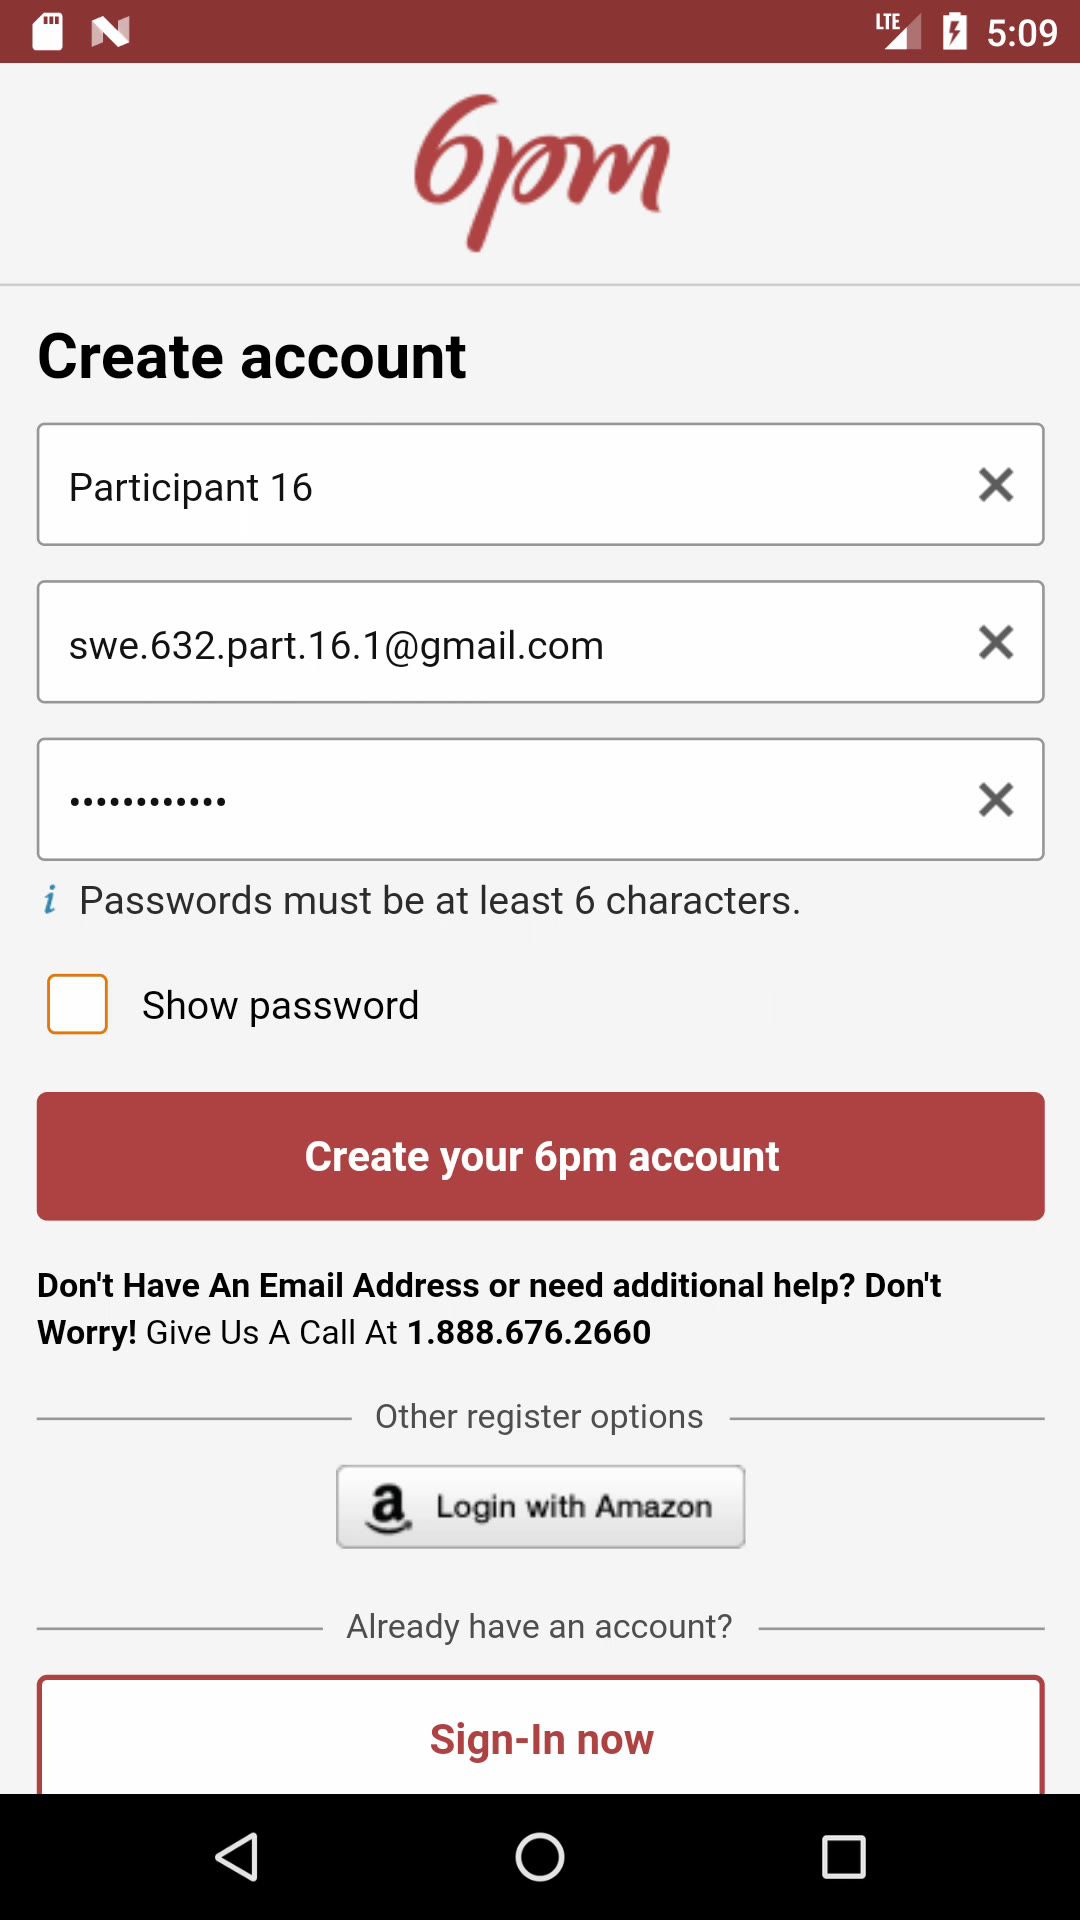 LTE 5:09
6pm
Create account
Participant 16
swe.632.part.16.1@gmail.com
••••••••••••
i Passwords must be at least 6 characters.
Show password
Create your 6pm account
Don't Have An Email Address or need additional help? Don't
Worry! Give Us A Call At 1.888.676.2660
Other register options
a Login with Amazon
Already have an account?
Sign-In now